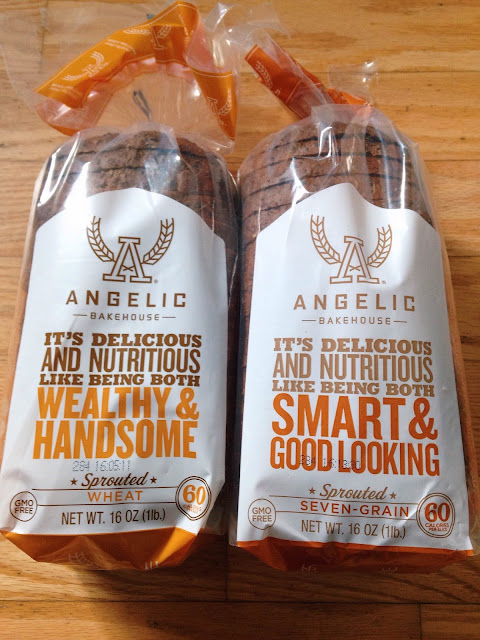 A
ANGELIC
BAKEHOUSE
IT'S DELICIOUS
AND NUTRITIOUS
LIKE BEING BOTH
WEALTHY &
HANDSOME
Sprouted
WHEAT
GMO
FREE
60
NET WT. 16 OZ (1lb.)
A
ANGELIC
BAKEHOUSE
IT'S DELICIOUS
AND NUTRITIOUS
LIKE BEING BOTH
SMART &
GOOD LOOKING
Sprouted
SEVEN-GRAIN
GMO
FREE
60
CALORIES
PER SLICE
NET WT. 16 OZ (1lb.)